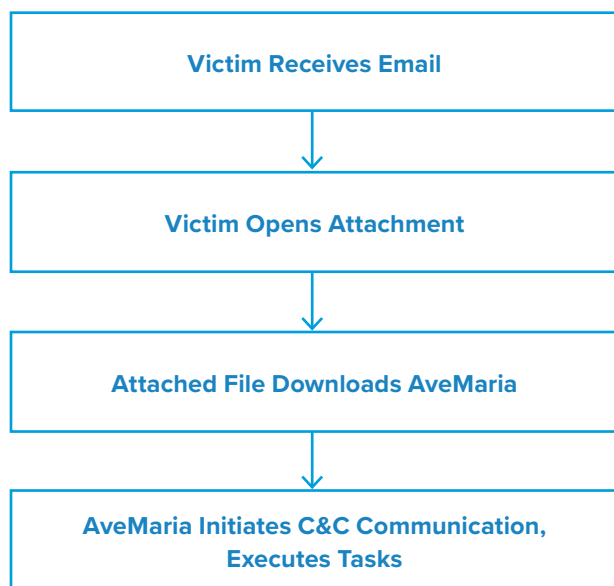 Victim Receives Email
Victim Opens Attachment
Attached File Downloads AveMaria
AveMaria Initiates C&C Communication,
Executes Tasks